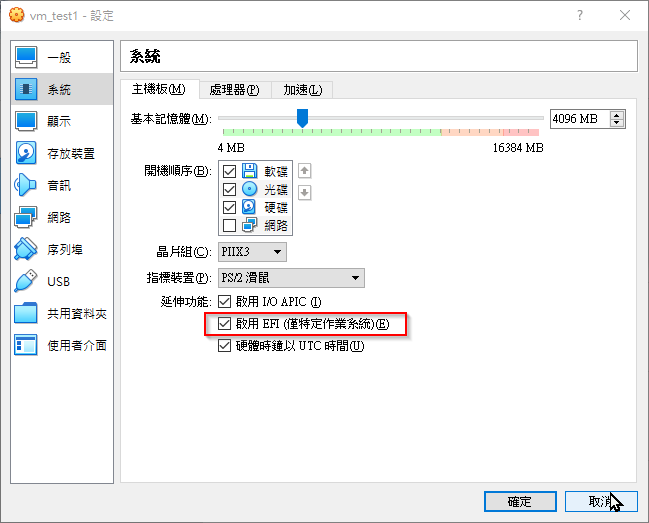 vm_test1 - 設定
一般
系統
顯示
存放裝置
音訊
網路
序列埠
USB
共用資料夾
使用者介面
系統
主機板(M) 處理器(P) 加速(L)
基本記憶體(M): 4096 MB
4 MB 16384 MB
開機順序(B): 軟碟
光碟
硬碟
網路
晶片組(C): PIIX3
指標裝置(P): PS/2 滑鼠
延伸功能: 啟用 I/O APIC (I)
啟用 EFI (僅特定作業系統)(E)
硬體時鐘以 UTC 時間(U)
確定 取消